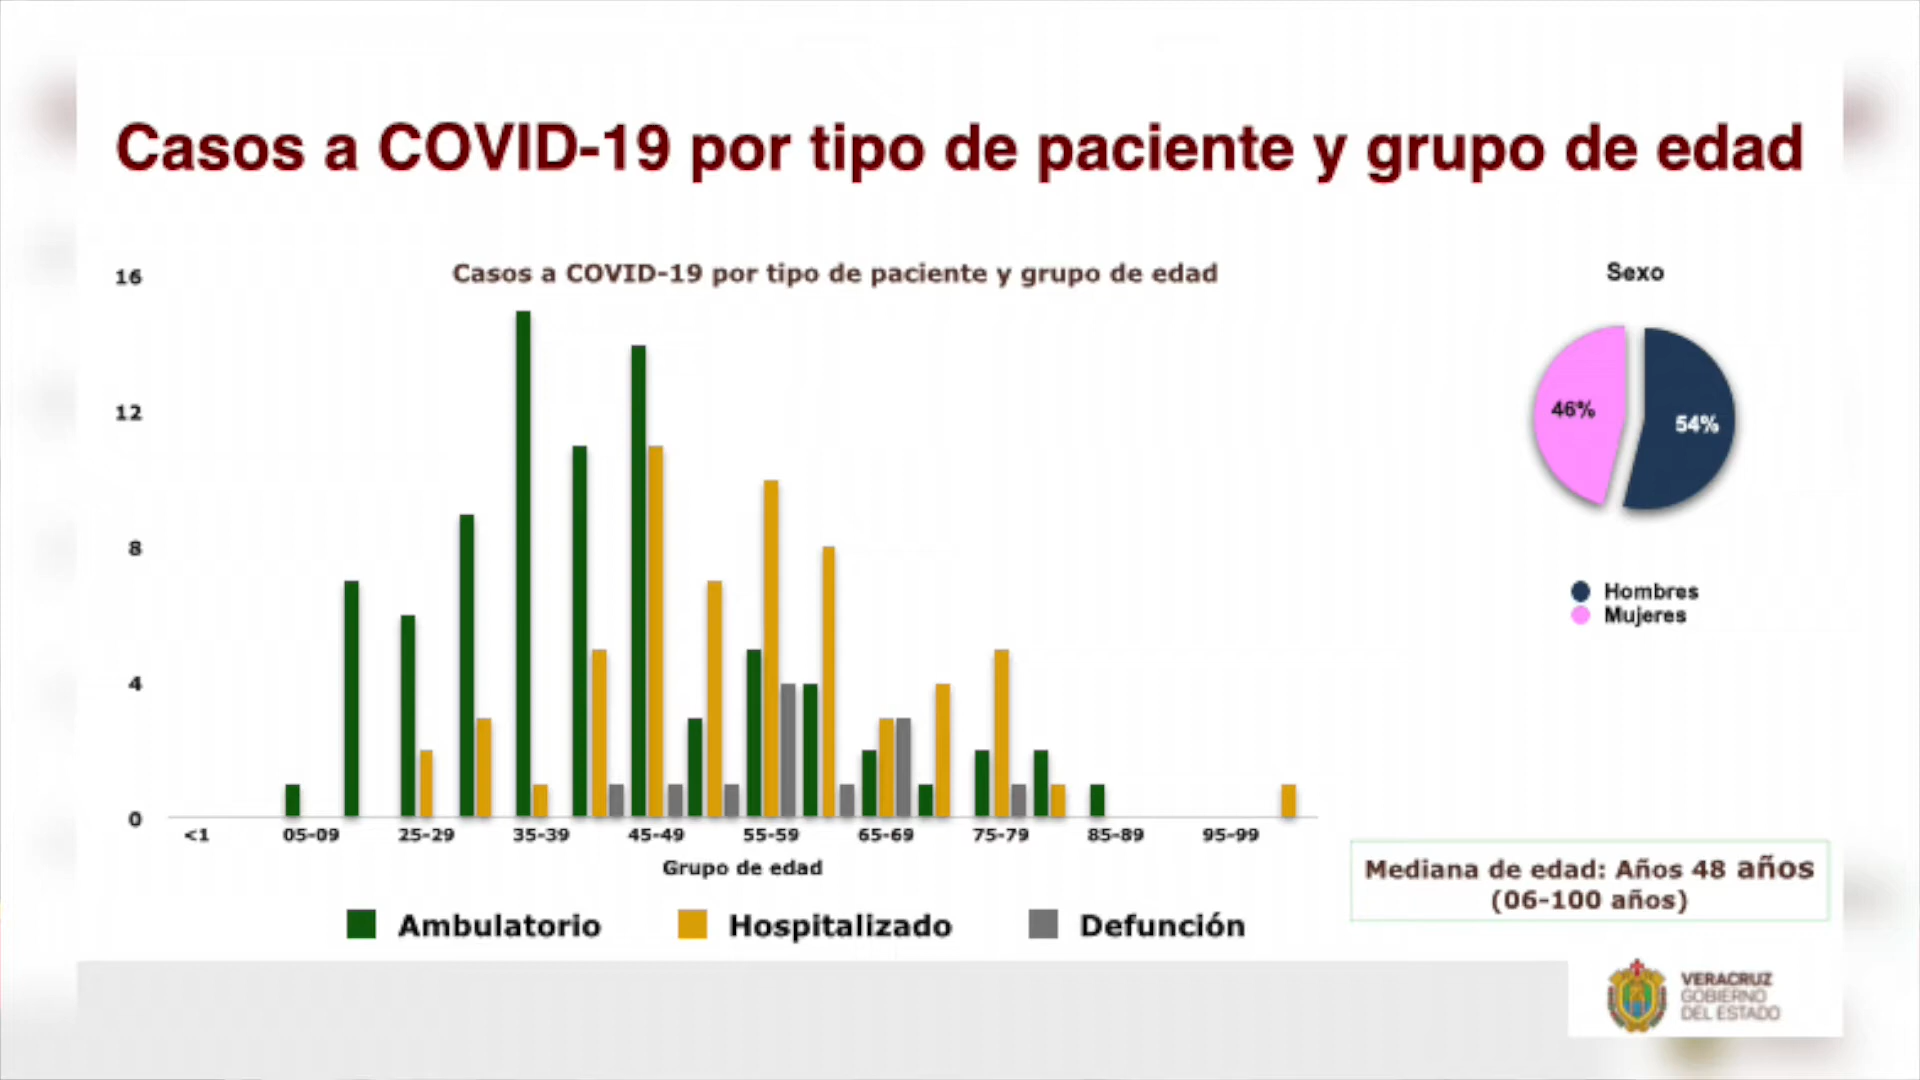 Casos a COVID-19 por tipo de paciente y grupo de edad
Casos a COVID-19 por tipo de paciente y grupo de edad
16
12
8
4
0
<1 05-09 25-29 35-39 45-49 55-59 65-69 75-79 85-89 95-99
Grupo de edad
Ambulatorio Hospitalizado Defunción
Sexo
46%
54%
Hombres
Mujeres
Mediana de edad: Años 48 años
(06-100 años)
VERACRUZ
GOBIERNO
DEL ESTADO